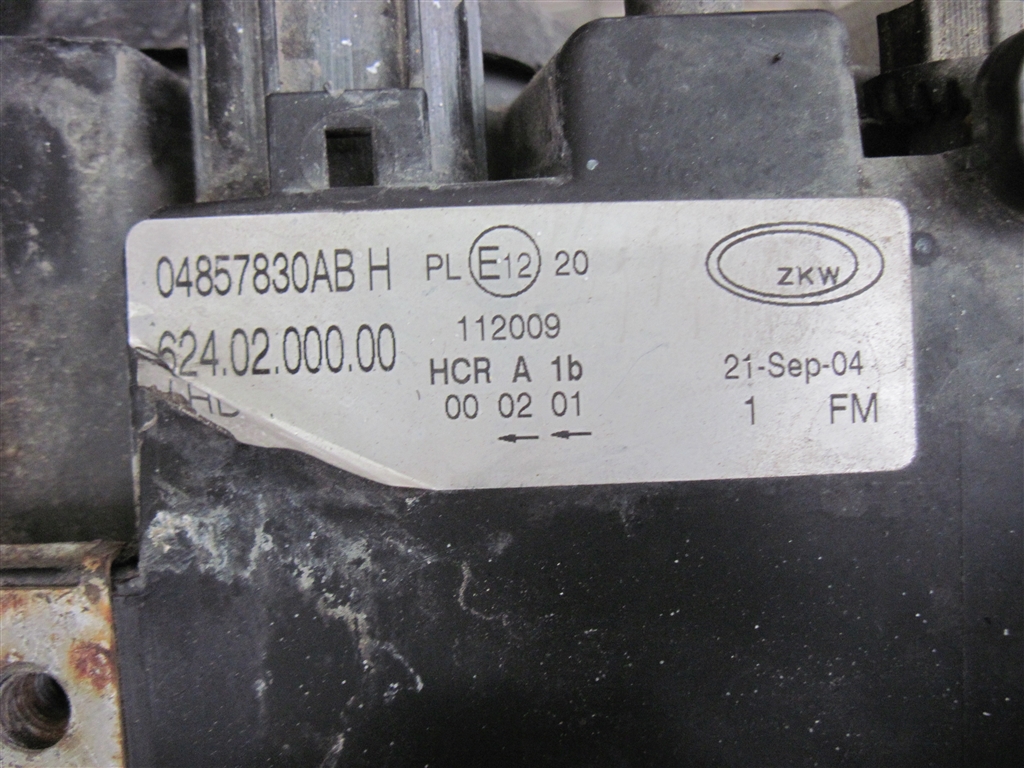 04857830AB H
624.02.000.00
PL E12 20
112009
HCR A 1b
00 02 01
ZKW
21-Sep-04
1 FM